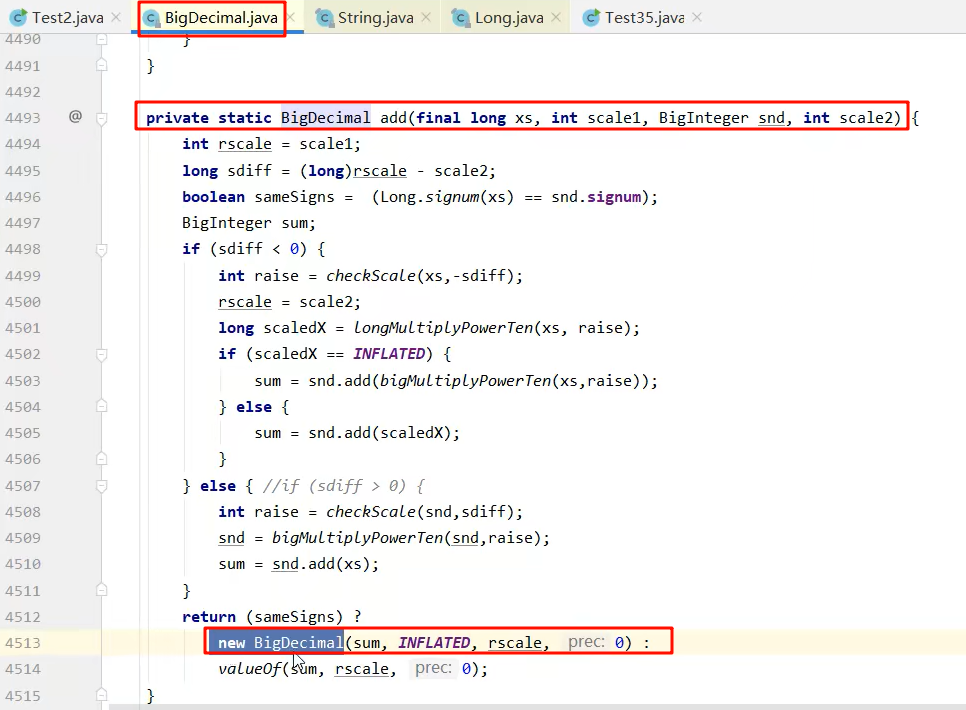 Test2.java BigDecimal.java String.java Long.java Test35.java
4490 }
4491 }
4492
4493 @ private static BigDecimal add(final long xs, int scale1, BigInteger snd, int scale2) {
4494 int rscale = scale1;
4495 long sdiff = (long)rscale - scale2;
4496 boolean sameSigns = (Long.signum(xs) == snd.signum);
4497 BigInteger sum;
4498 if (sdiff < 0) {
4499 int raise = checkScale(xs,-sdiff);
4500 rscale = scale2;
4501 long scaledX = longMultiplyPowerTen(xs, raise);
4502 if (scaledX == INFLATED) {
4503 sum = snd.add(bigMultiplyPowerTen(xs,raise));
4504 } else {
4505 sum = snd.add(scaledX);
4506 }
4507 } else { //if (sdiff > 0) {
4508 int raise = checkScale(snd,sdiff);
4509 snd = bigMultiplyPowerTen(snd,raise);
4510 sum = snd.add(xs);
4511 }
4512 return (sameSigns) ?
4513 new BigDecimal(sum, INFLATED, rscale, prec: 0) :
4514 valueOf(sum, rscale, prec: 0);
4515 }